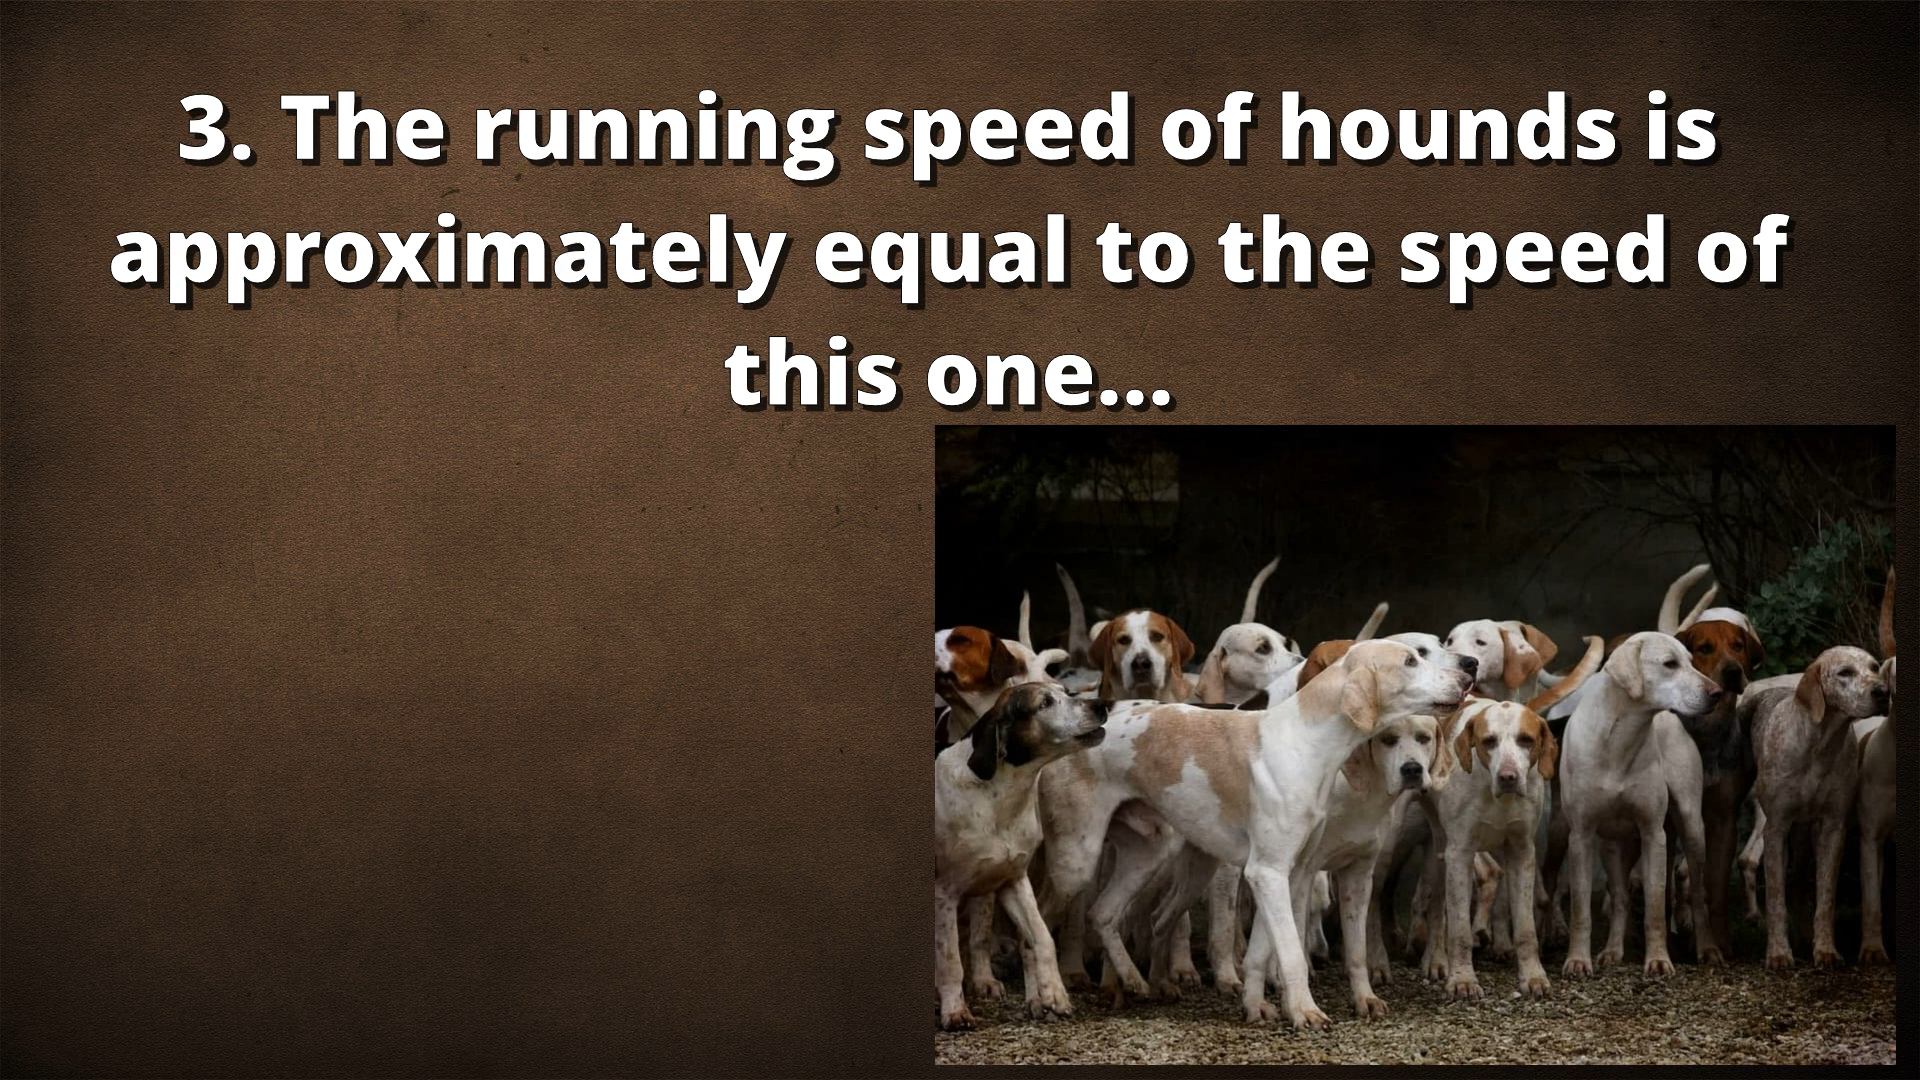 3. The running speed of hounds is
approximately equal to the speed of
this one...